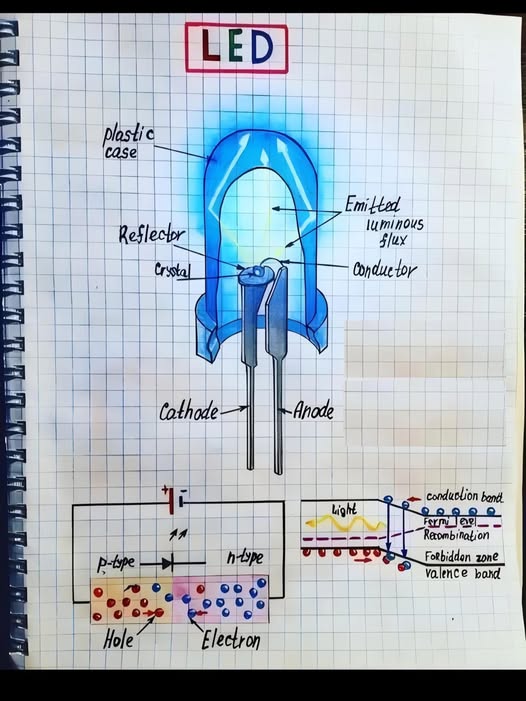 LED
plastic
case
Emitted
luminous
flux
Reflector
Crystal
Conductor
Cathode
Anode
+ -
conduction band
Light
Fermi level
Recombination
p-type
n-type
Forbidden zone
Valence band
Hole
Electron